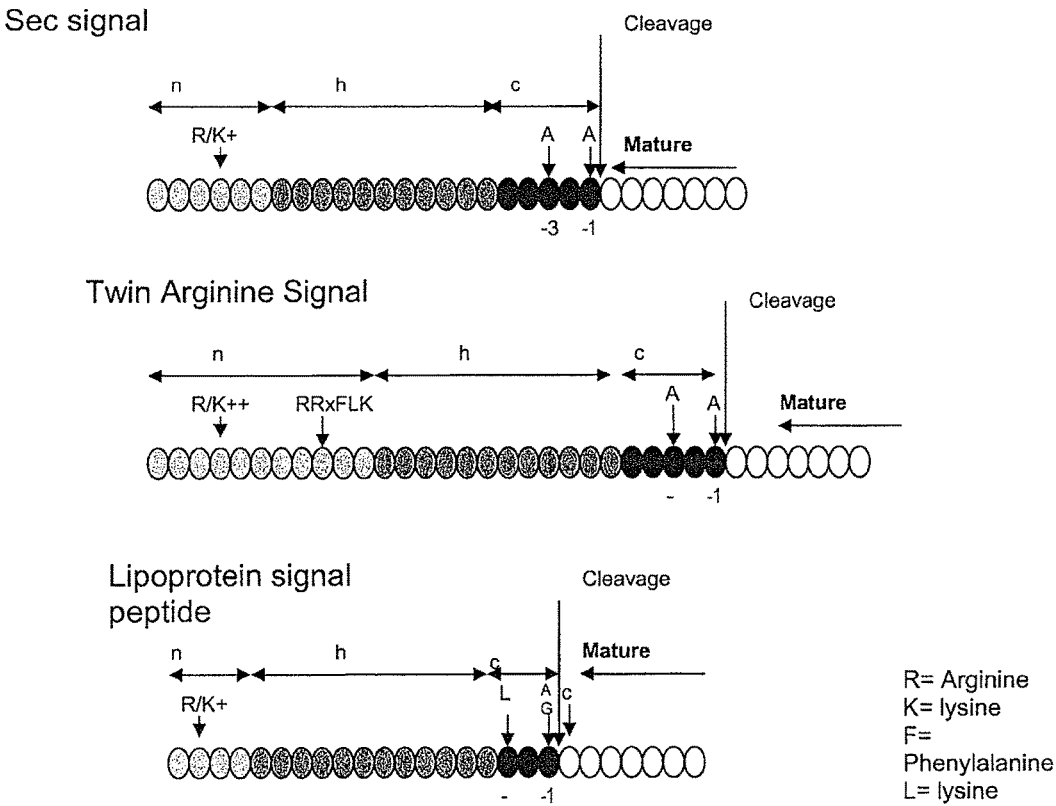 Sec signal
Cleavage
n
h
c
R/K+
A
A
Mature
-3
-1
Twin Arginine Signal
Cleavage
n
h
c
R/K++
RRxFLK
A
A
Mature
-
-1
Lipoprotein signal
peptide
Cleavage
n
h
c
Mature
R/K+
L
A
G
c
-
-1
R= Arginine
K= lysine
F=
Phenylalanine
L= lysine